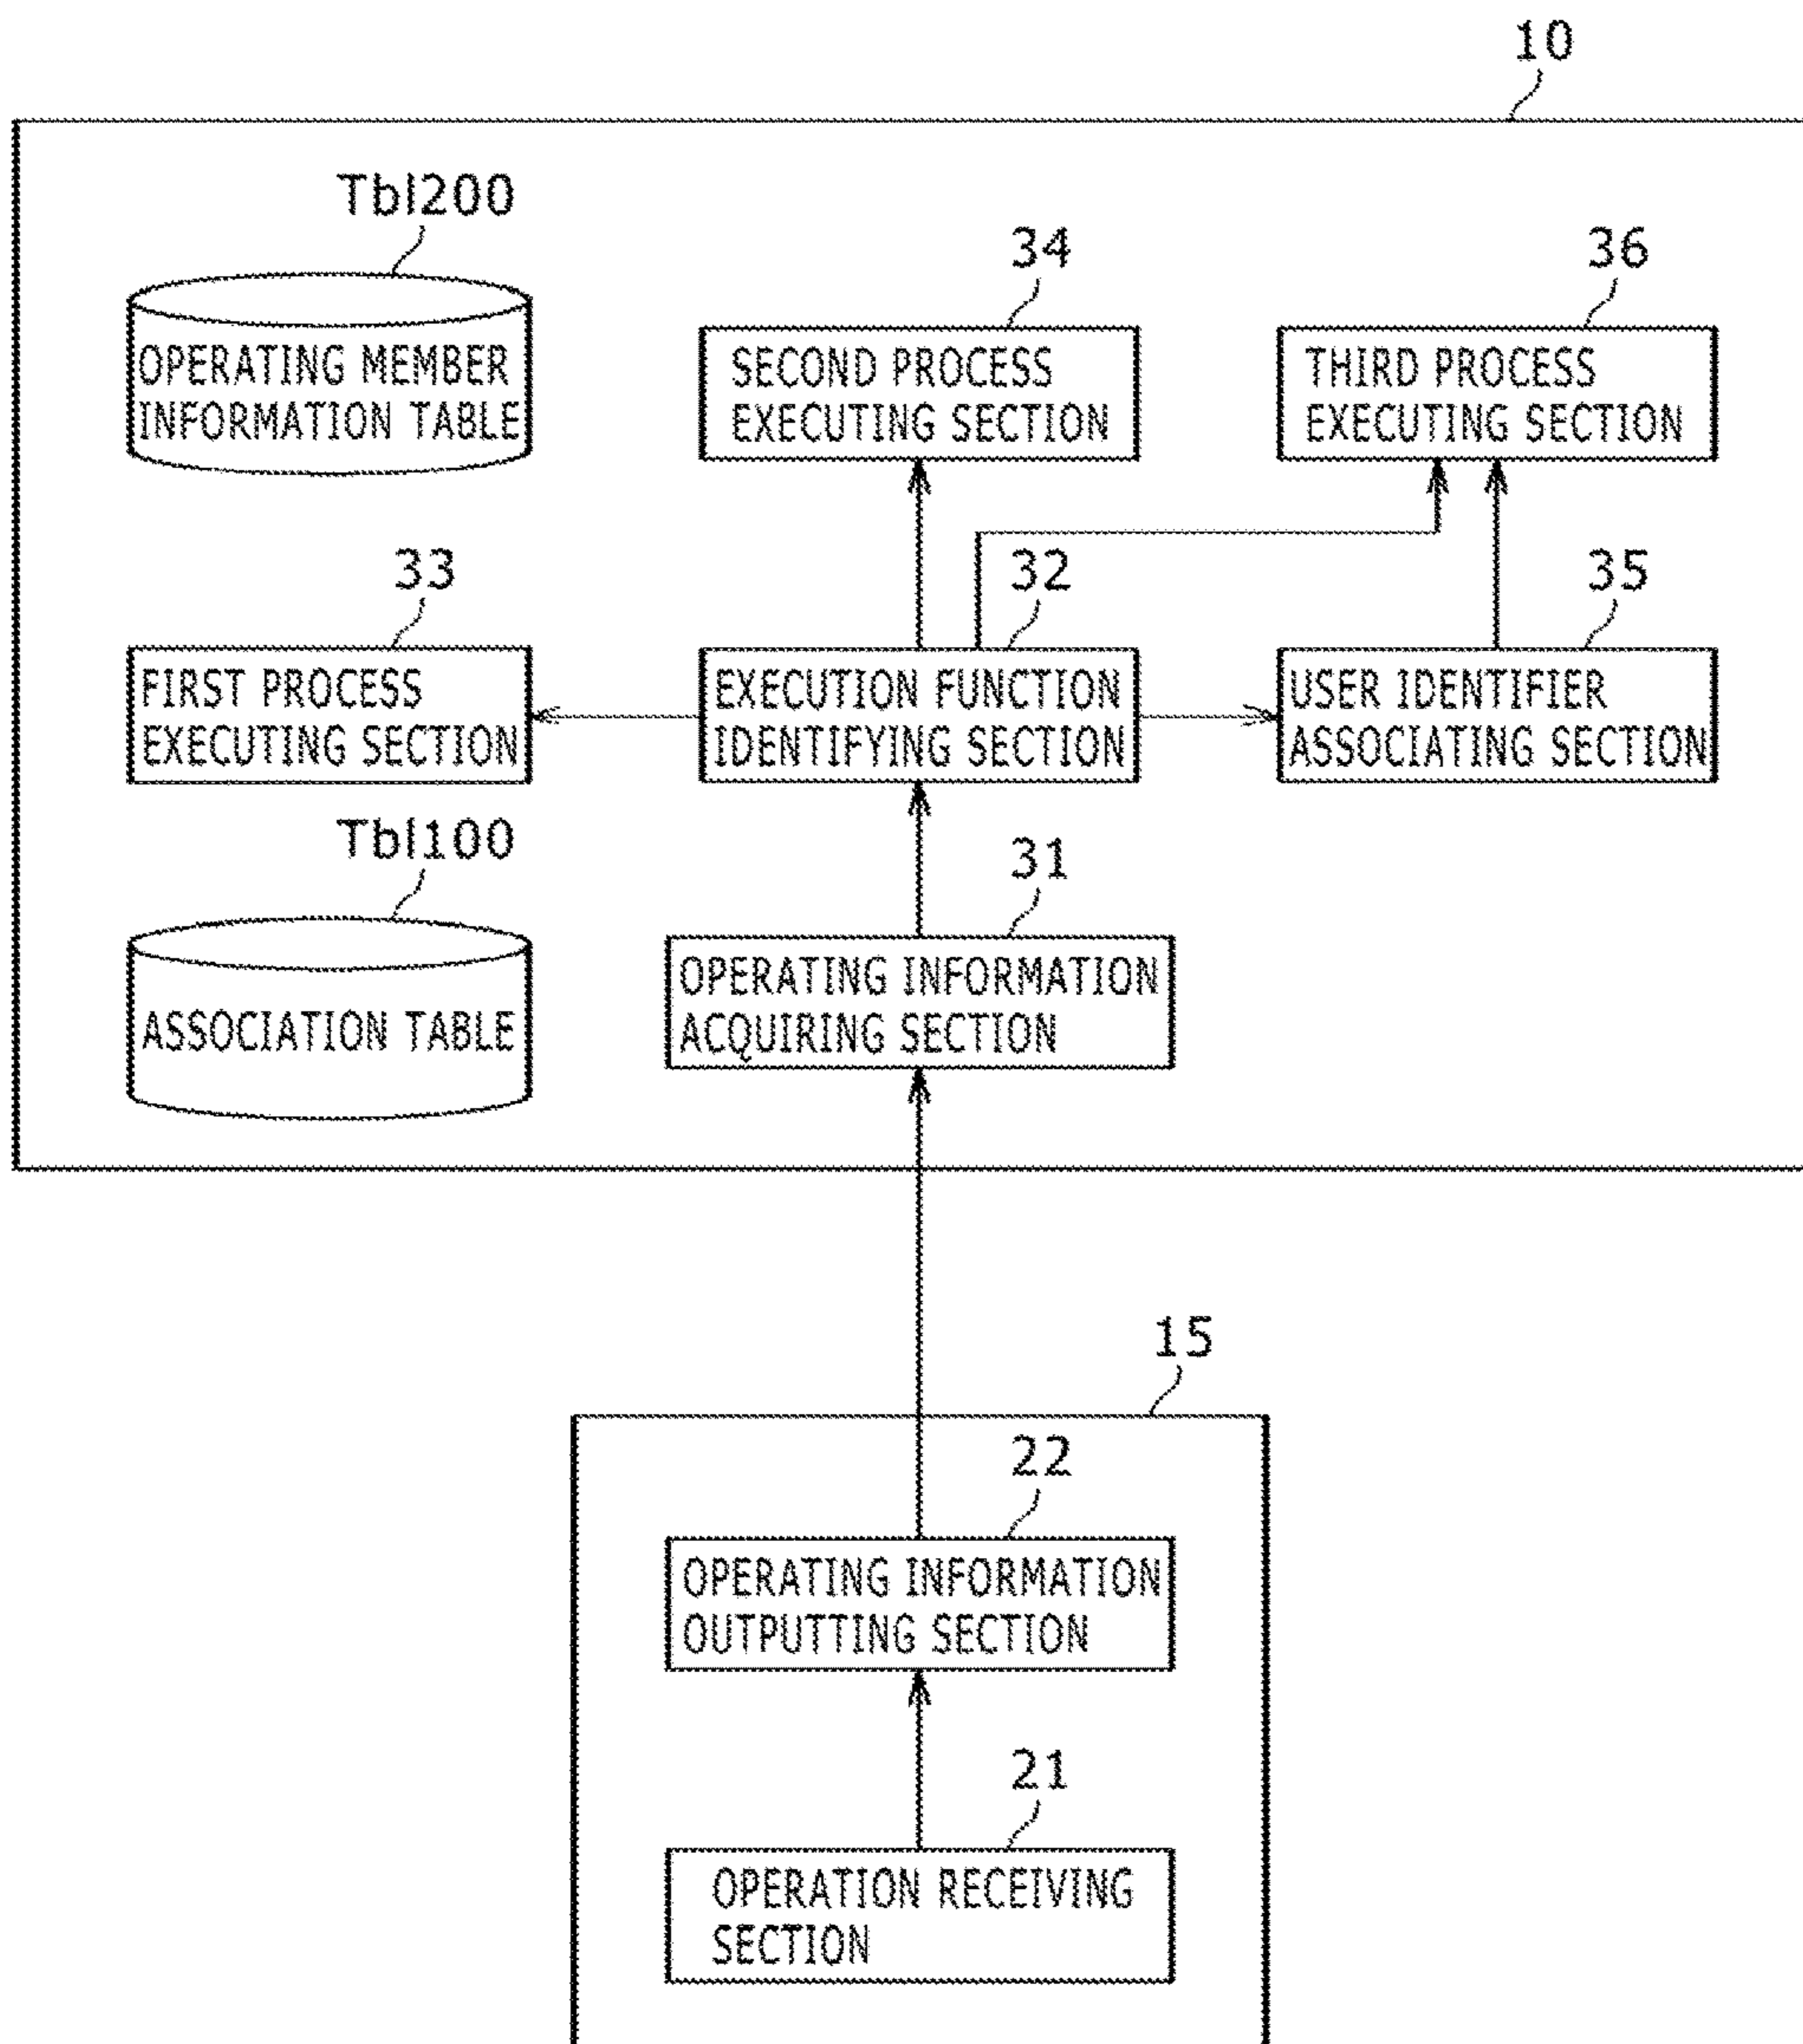 10
Tbl200
34
36
OPERATING MEMBER
INFORMATION TABLE
SECOND PROCESS
EXECUTING SECTION
THIRD PROCESS
EXECUTING SECTION
33
32
35
FIRST PROCESS
EXECUTING SECTION
EXECUTION FUNCTION
IDENTIFYING SECTION
USER IDENTIFIER
ASSOCIATING SECTION
Tbl100
31
ASSOCIATION TABLE
OPERATING INFORMATION
ACQUIRING SECTION
15
22
OPERATING INFORMATION
OUTPUTTING SECTION
21
OPERATION RECEIVING
SECTION